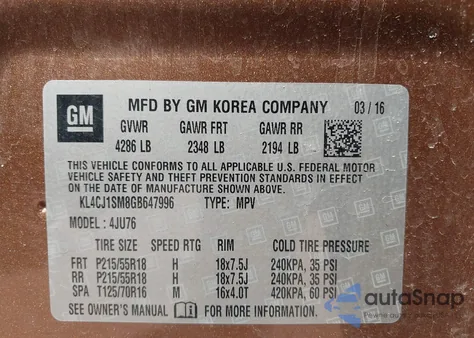 GM
MFD BY GM KOREA COMPANY 03 / 16
GVWR GAWR FRT GAWR RR
4286 LB 2348 LB 2194 LB
THIS VEHICLE CONFORMS TO ALL APPLICABLE U.S. FEDERAL MOTOR
VEHICLE SAFETY AND THEFT PREVENTION STANDARDS IN EFFECT
ON THE DATE OF MANUFACTURE SHOWN ABOVE.
KL4CJ1SM8GB647996 TYPE: MPV
MODEL : 4JU76
TIRE SIZE SPEED RTG RIM COLD TIRE PRESSURE
FRT P215/55R18 H 18x7.5J 240KPA, 35 PSI
RR P215/55R18 H 18x7.5J 240KPA, 35 PSI
SPA T125/70R16 M 16x4.0T 420KPA, 60 PSI
SEE OWNER'S MANUAL FOR MORE INFORMATION
autoSnap